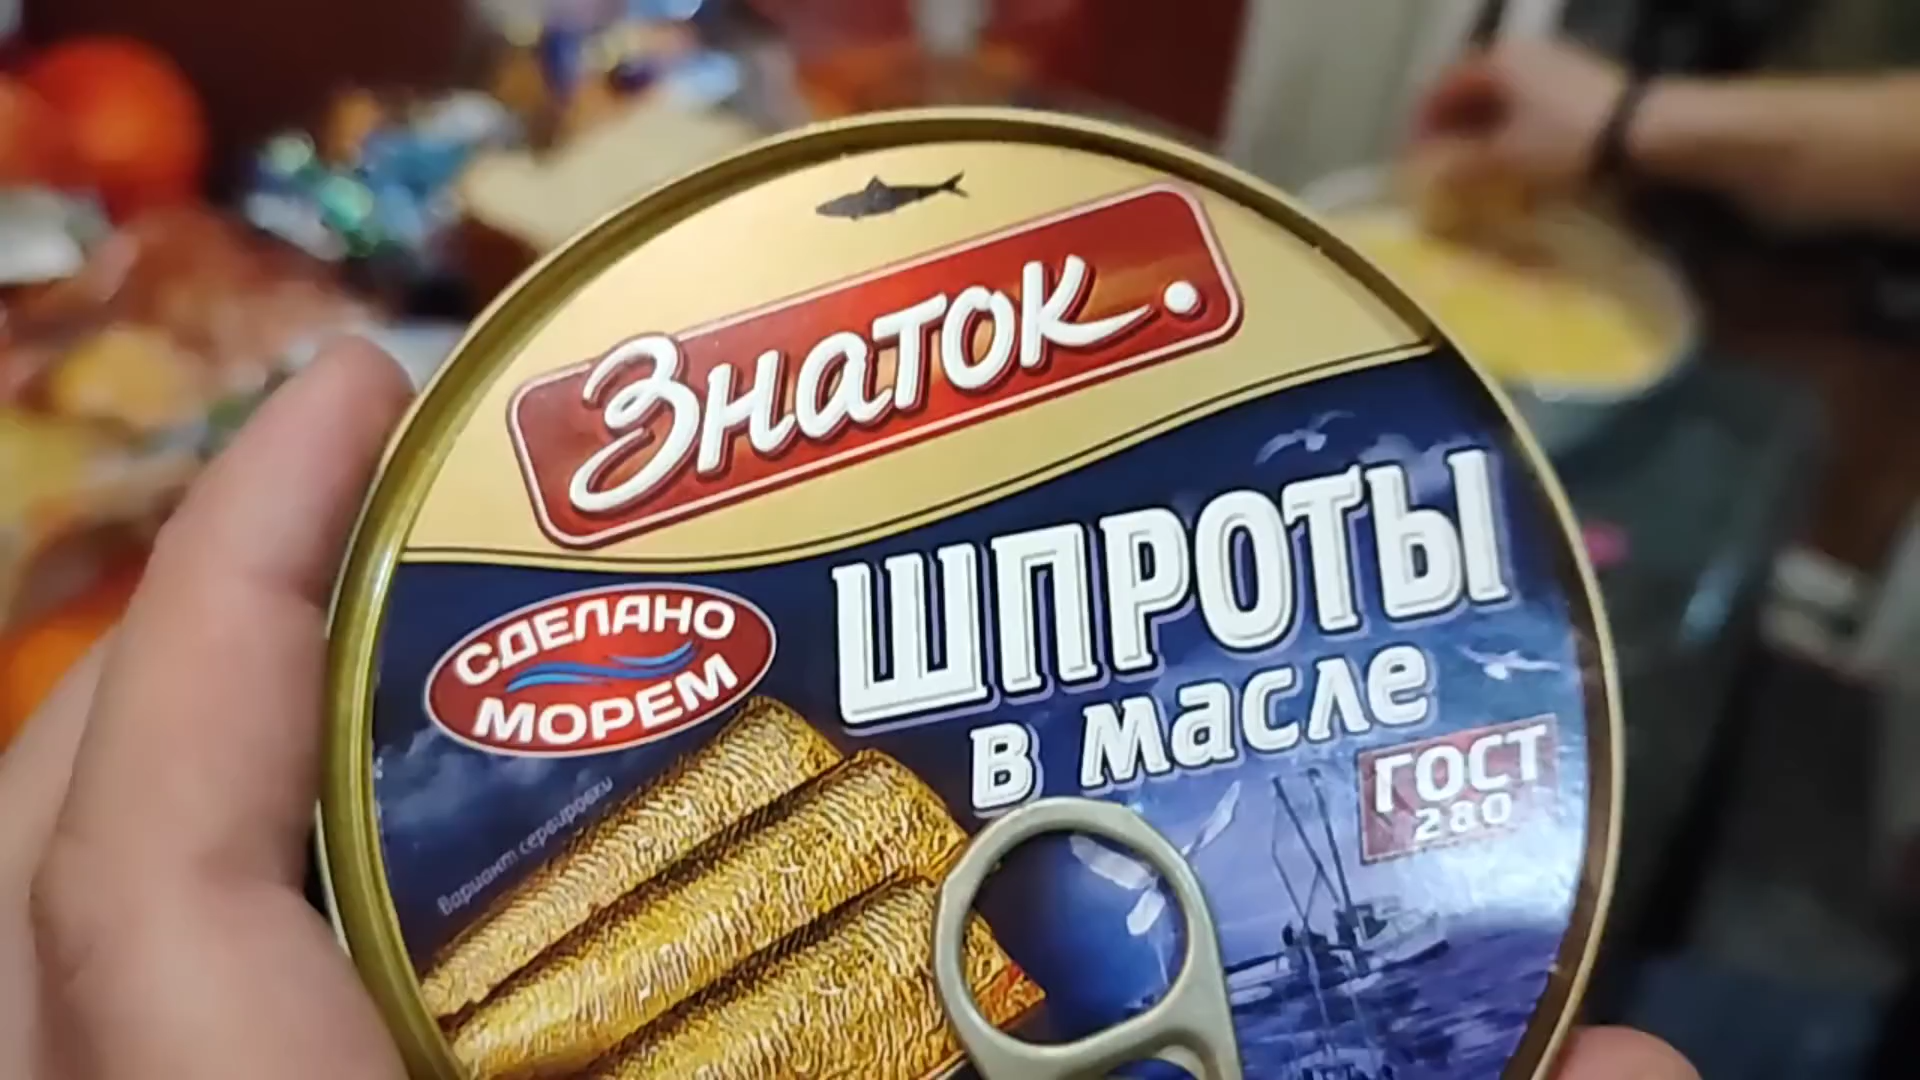 Знаток.
СДЕЛАНО
МОРЕМ
ШПРОТЫ
в масле
ГОСТ
280
Вариант сервировки